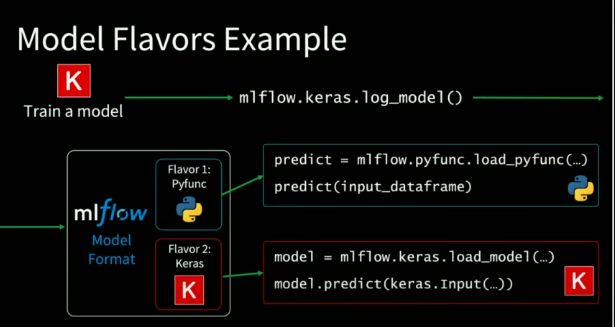 Model Flavors Example
K
Train a model
mlflow.keras.log_model()
mlflow
Model
Format
Flavor 1:
Pyfunc
predict = mlflow.pyfunc.load_pyfunc(…)
predict(input_dataframe)
Flavor 2:
Keras
K
model = mlflow.keras.load_model(…)
model.predict(keras.Input(…))
K